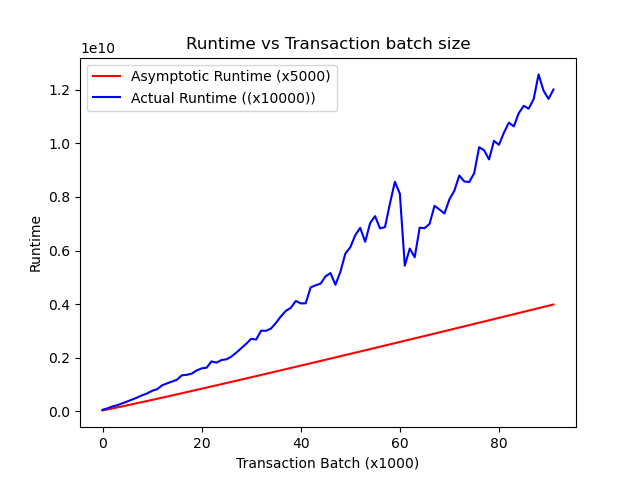 Runtime vs Transaction batch size
1e10
Asymptotic Runtime (x5000)
Actual Runtime ((x10000))
1.2
1.0
0.8
0.6
0.4
0.2
0.0
Runtime
0 20 40 60 80
Transaction Batch (x1000)